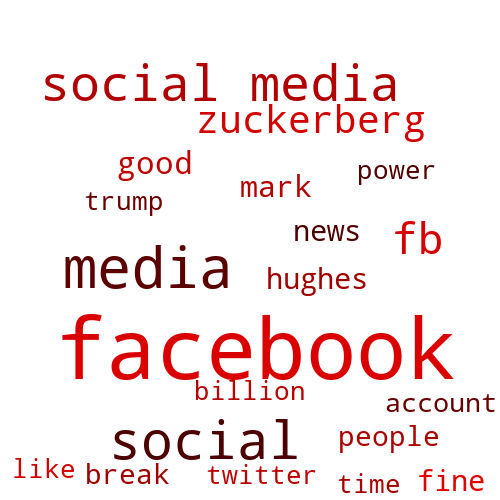 social media
zuckerberg
good
power
mark
trump
news
fb
media
hughes
facebook
billion
account
social
people
like
break
twitter
time
fine